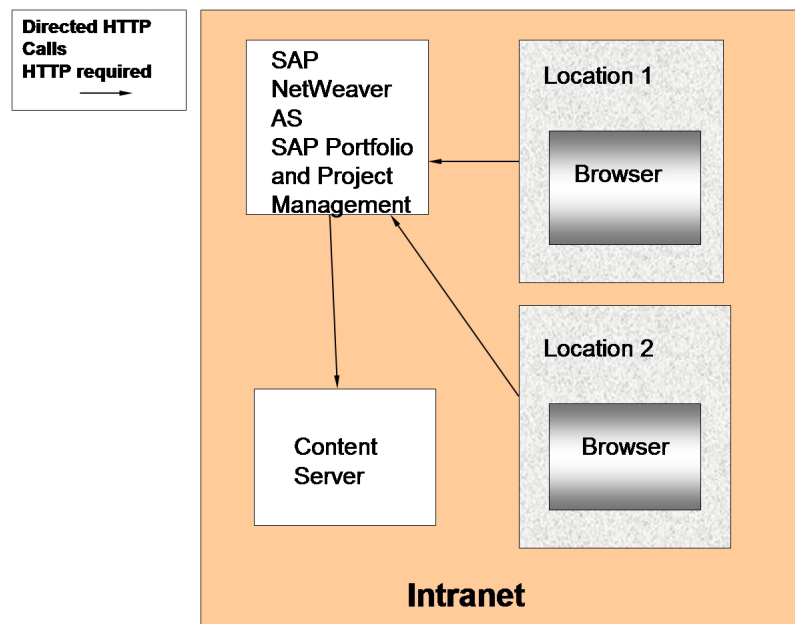 Directed HTTP
Calls
HTTP required
SAP
NetWeaver
AS
SAP Portfolio
and Project
Management
Location 1
Browser
Location 2
Browser
Content
Server
Intranet